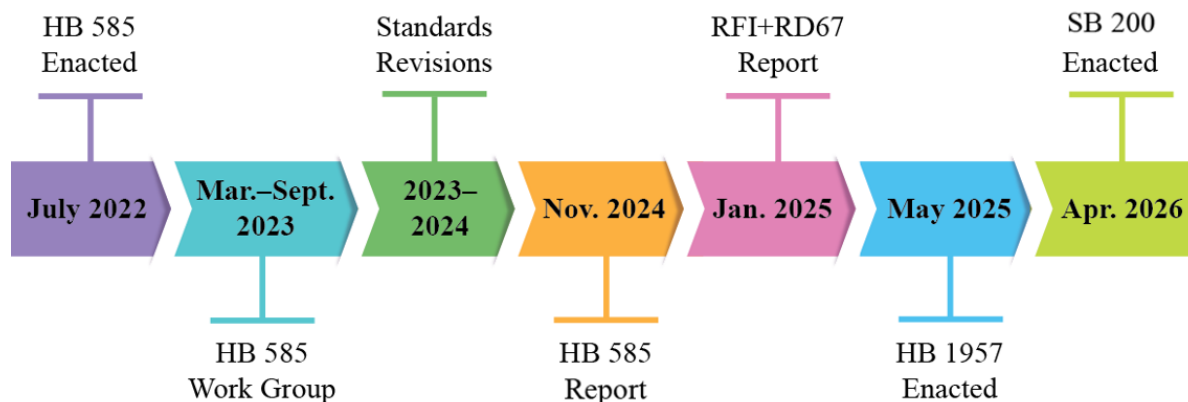 HB 585
Enacted
Standards
Revisions
RFI+RD67
Report
SB 200
Enacted
July 2022
Mar.–Sept.
2023
2023–
2024
Nov. 2024
Jan. 2025
May 2025
Apr. 2026
HB 585
Work Group
HB 585
Report
HB 1957
Enacted